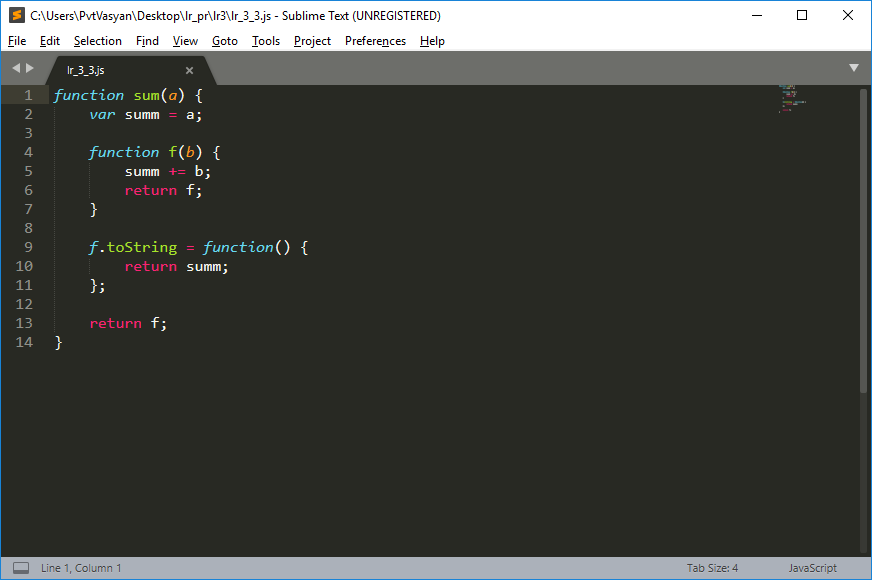 C:\Users\PvtVasyan\Desktop\lr_pr\lr3\lr_3_3.js - Sublime Text (UNREGISTERED)
File Edit Selection Find View Goto Tools Project Preferences Help
lr_3_3.js
1 function sum(a) {
2     var summ = a;
3
4     function f(b) {
5         summ += b;
6         return f;
7     }
8
9     f.toString = function() {
10         return summ;
11     };
12
13     return f;
14 }
Line 1, Column 1 Tab Size: 4 JavaScript